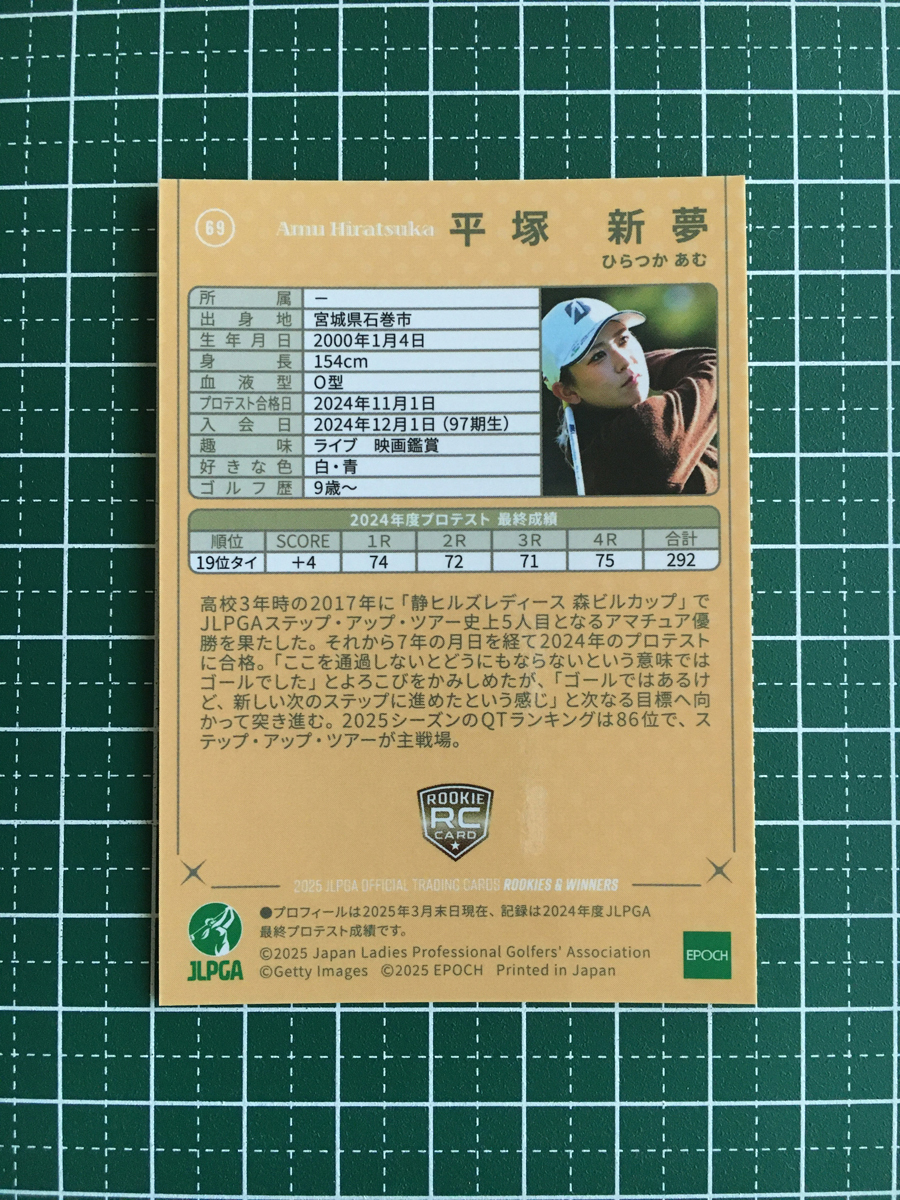 69 Amu Hiratsuka 平塚 新夢
ひらつか あむ
所属 ー
出身地 宮城県石巻市
生年月日 2000年1月4日
身長 154cm
血液型 O型
プロテスト合格日 2024年11月1日
入会日 2024年12月1日（97期生）
趣味 ライブ　映画鑑賞
好きな色 白・青
ゴルフ歴 9歳〜
2024年度プロテスト 最終成績
順位 SCORE 1R 2R 3R 4R 合計
19位タイ +4 74 72 71 75 292
高校3年時の2017年に「静ヒルズレディース 森ビルカップ」で
JLPGAステップ・アップ・ツアー史上5人目となるアマチュア優
勝を果たした。それから7年の月日を経て2024年のプロテスト
に合格。「ここを通過しないとどうにもならないという意味では
ゴールでした」とよろこびをかみしめたが、「ゴールではあるけ
ど、新しい次のステップに進めたという感じ」と次なる目標へ向
かって突き進む。2025シーズンのQTランキングは86位で、ス
テップ・アップ・ツアーが主戦場。
ROOKIE
RC
CARD
2025 JLPGA OFFICIAL TRADING CARDS ROOKIES & WINNERS
●プロフィールは2025年3月末日現在、記録は2024年度JLPGA
最終プロテスト成績です。
©2025 Japan Ladies Professional Golfers' Association
©Getty Images ©2025 EPOCH Printed in Japan
JLPGA
EPOCH